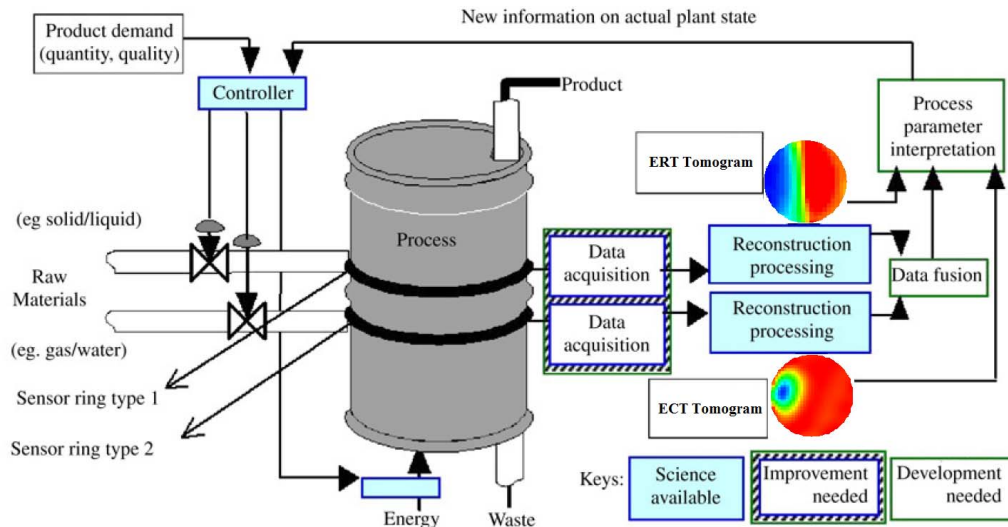 New information on actual plant state
Product demand
(quantity, quality)
Controller
Product
Process
parameter
interpretation
ERT Tomogram
(eg solid/liquid)
Process
Data
acquisition
Reconstruction
processing
Raw
Materials
Data fusion
Data
acquisition
Reconstruction
processing
(eg. gas/water)
Sensor ring type 1
ECT Tomogram
Sensor ring type 2
Keys:
Science
available
Improvement
needed
Development
needed
Energy
Waste